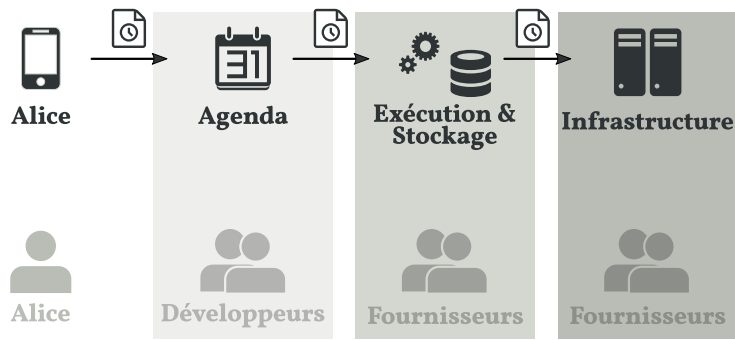 31
Alice
Agenda
Exécution &
Stockage
Infrastructure
Alice
Développeurs
Fournisseurs
Fournisseurs